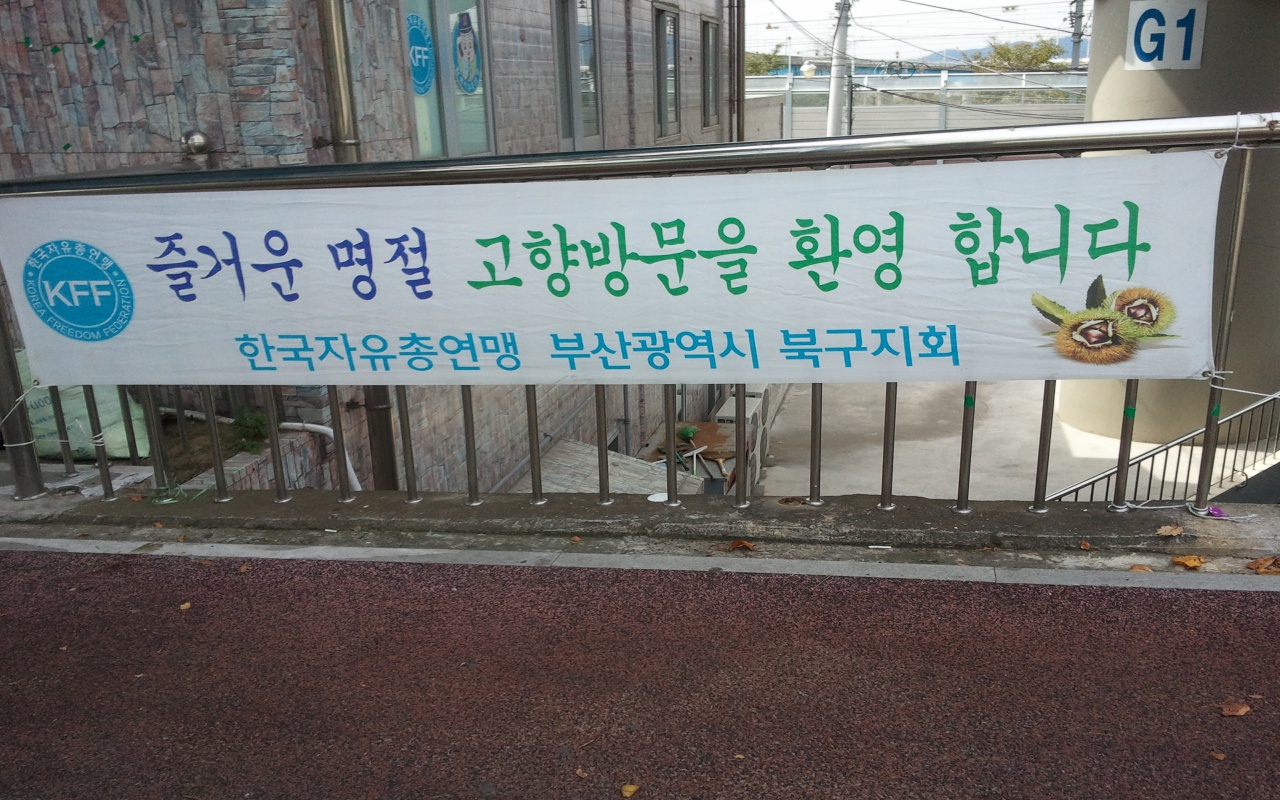 G1
KFF
즐거운 명절 고향방문을 환영 합니다
한국자유총연맹
KFF
KOREA FREEDOM FEDERATION
한국자유총연맹 부산광역시 북구지회